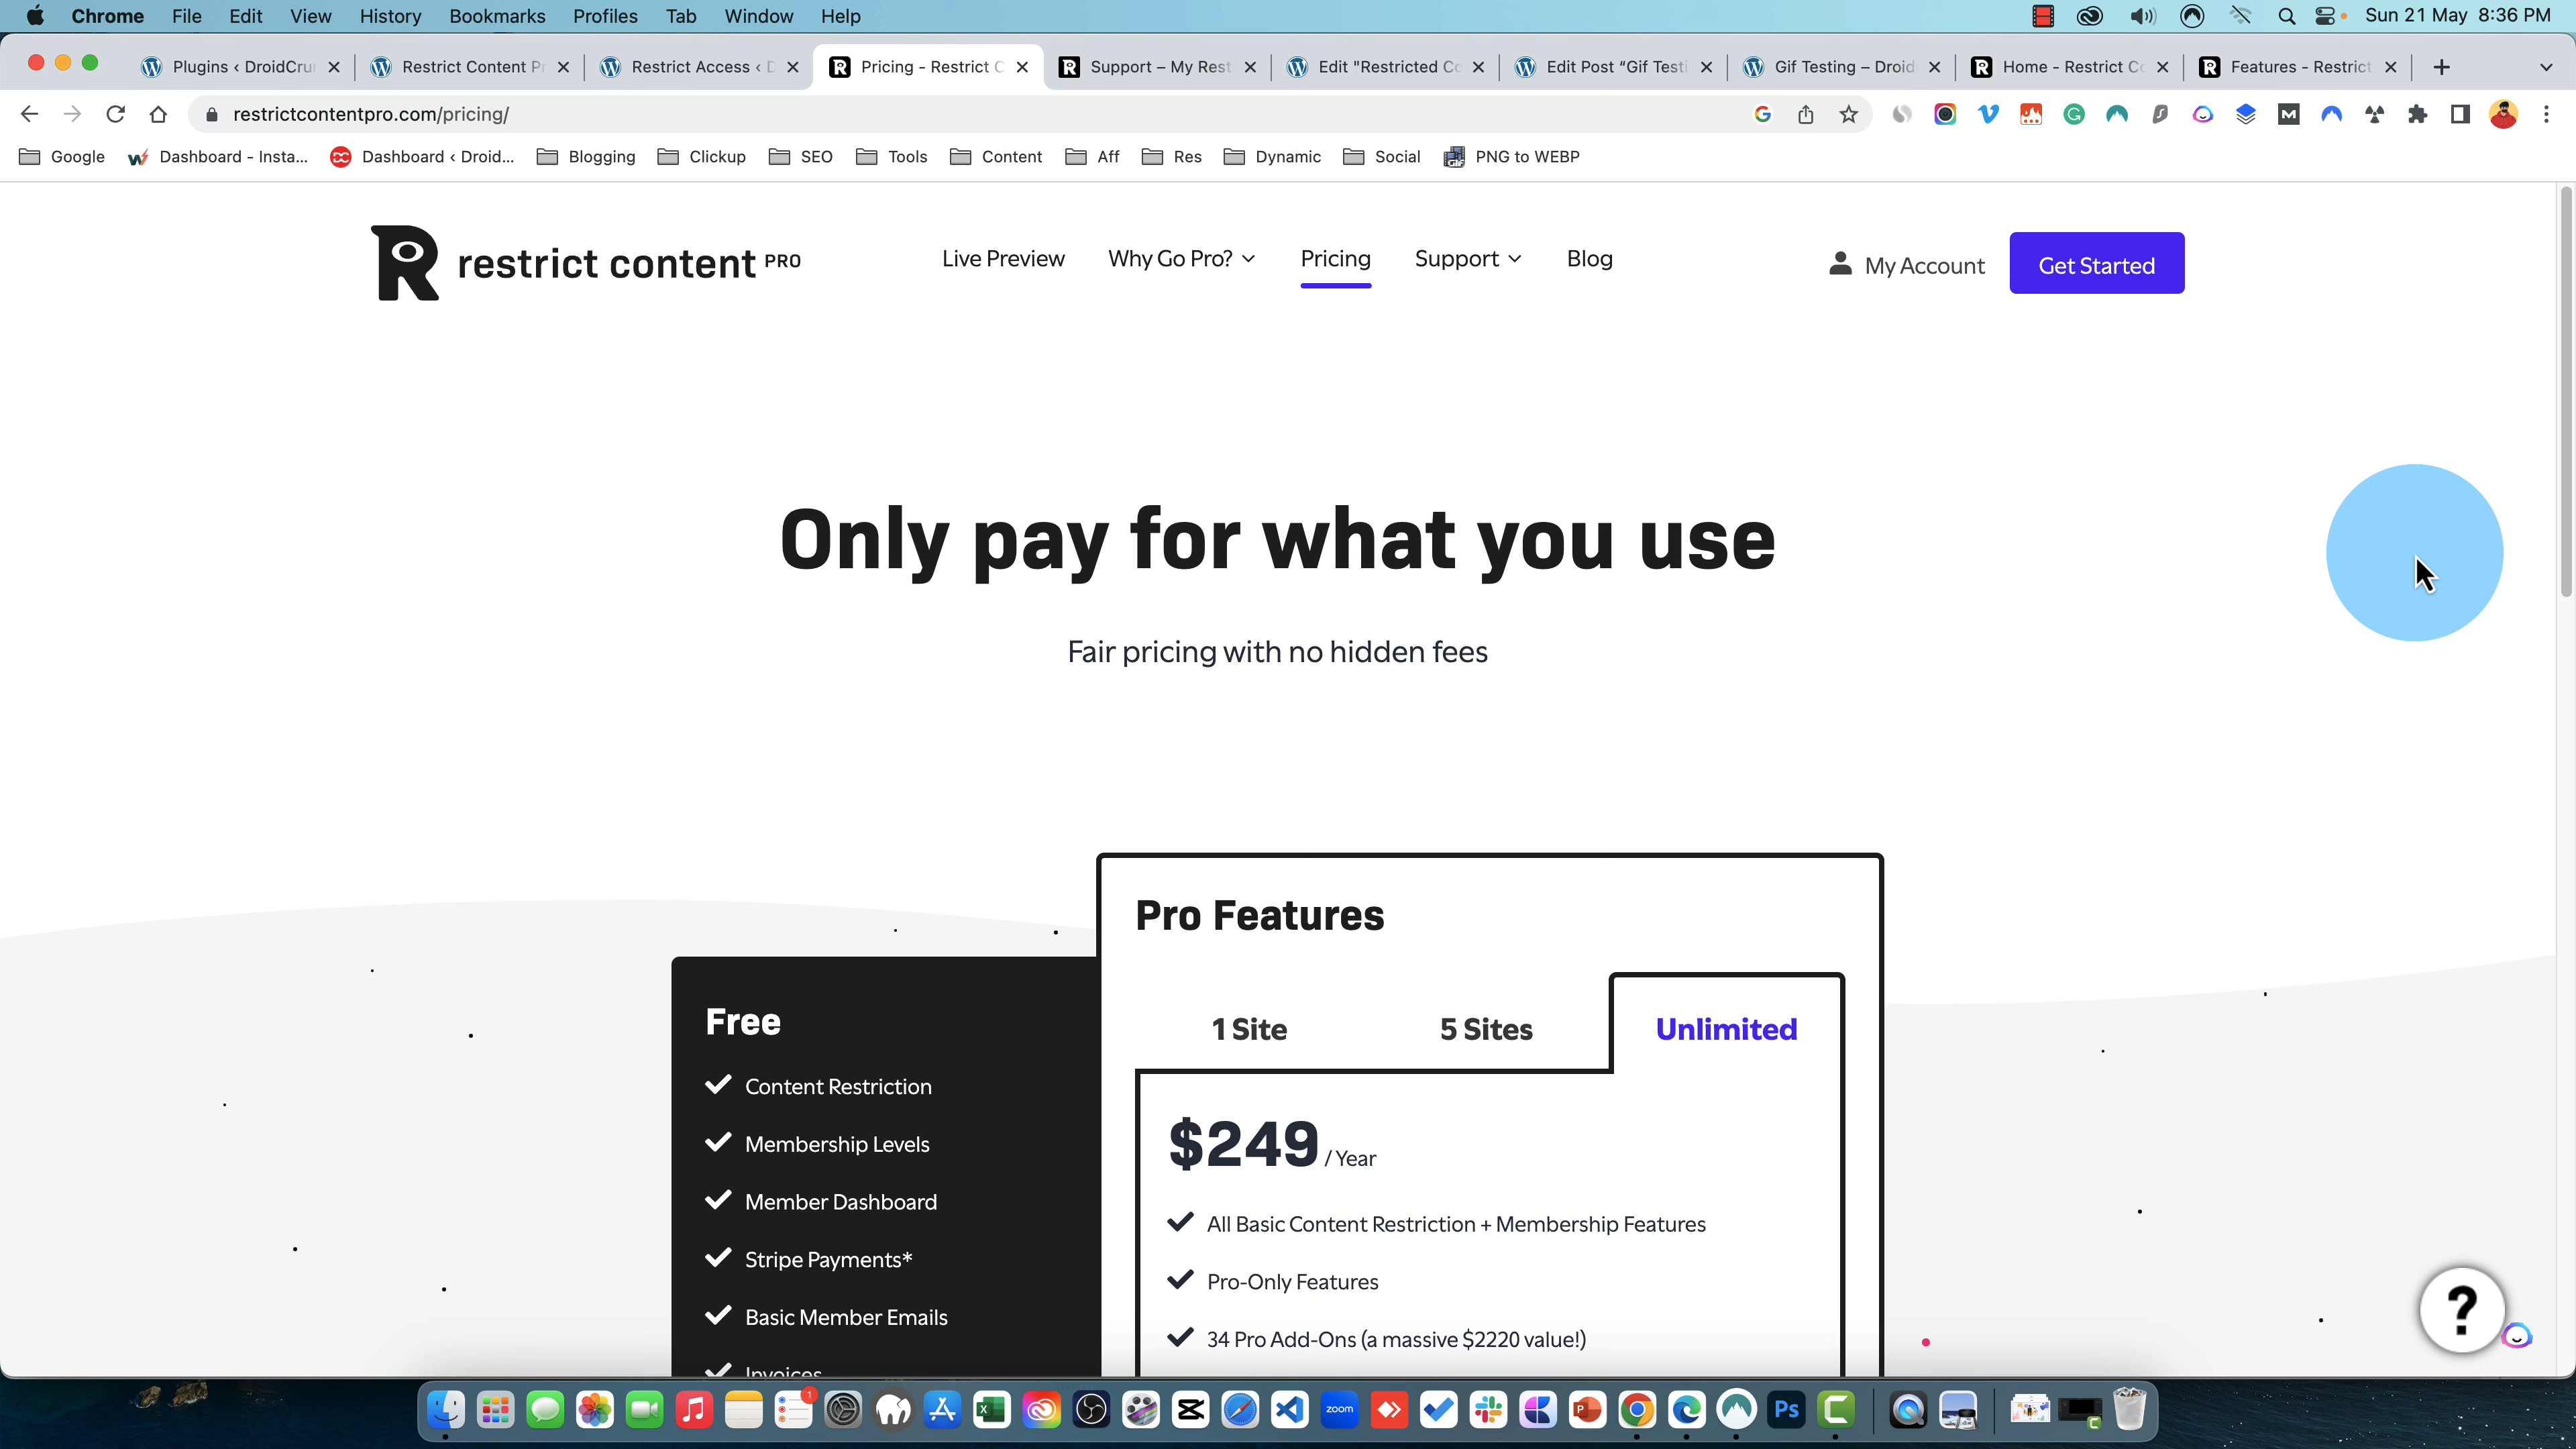 Chrome File Edit View History Bookmarks Profiles Tab Window Help Sun 21 May 8:36 PM
Plugins ‹ DroidCru Restrict Content Pr Restrict Access ‹ D Pricing - Restrict C Support – My Rest Edit "Restricted Co Edit Post “Gif Testi Gif Testing – Droid Home - Restrict Co Features - Restrict
restrictcontentpro.com/pricing/
Google Dashboard - Insta... Dashboard ‹ Droid... Blogging Clickup SEO Tools Content Aff Res Dynamic Social PNG to WEBP
restrict content PRO Live Preview Why Go Pro? Pricing Support Blog My Account Get Started
Only pay for what you use
Fair pricing with no hidden fees
Pro Features
Free
1 Site 5 Sites Unlimited
Content Restriction
Membership Levels
Member Dashboard
Stripe Payments*
Basic Member Emails
Invoices
$249 / Year
All Basic Content Restriction + Membership Features
Pro-Only Features
34 Pro Add-Ons (a massive $2220 value!)
?
1
zoom
Ps